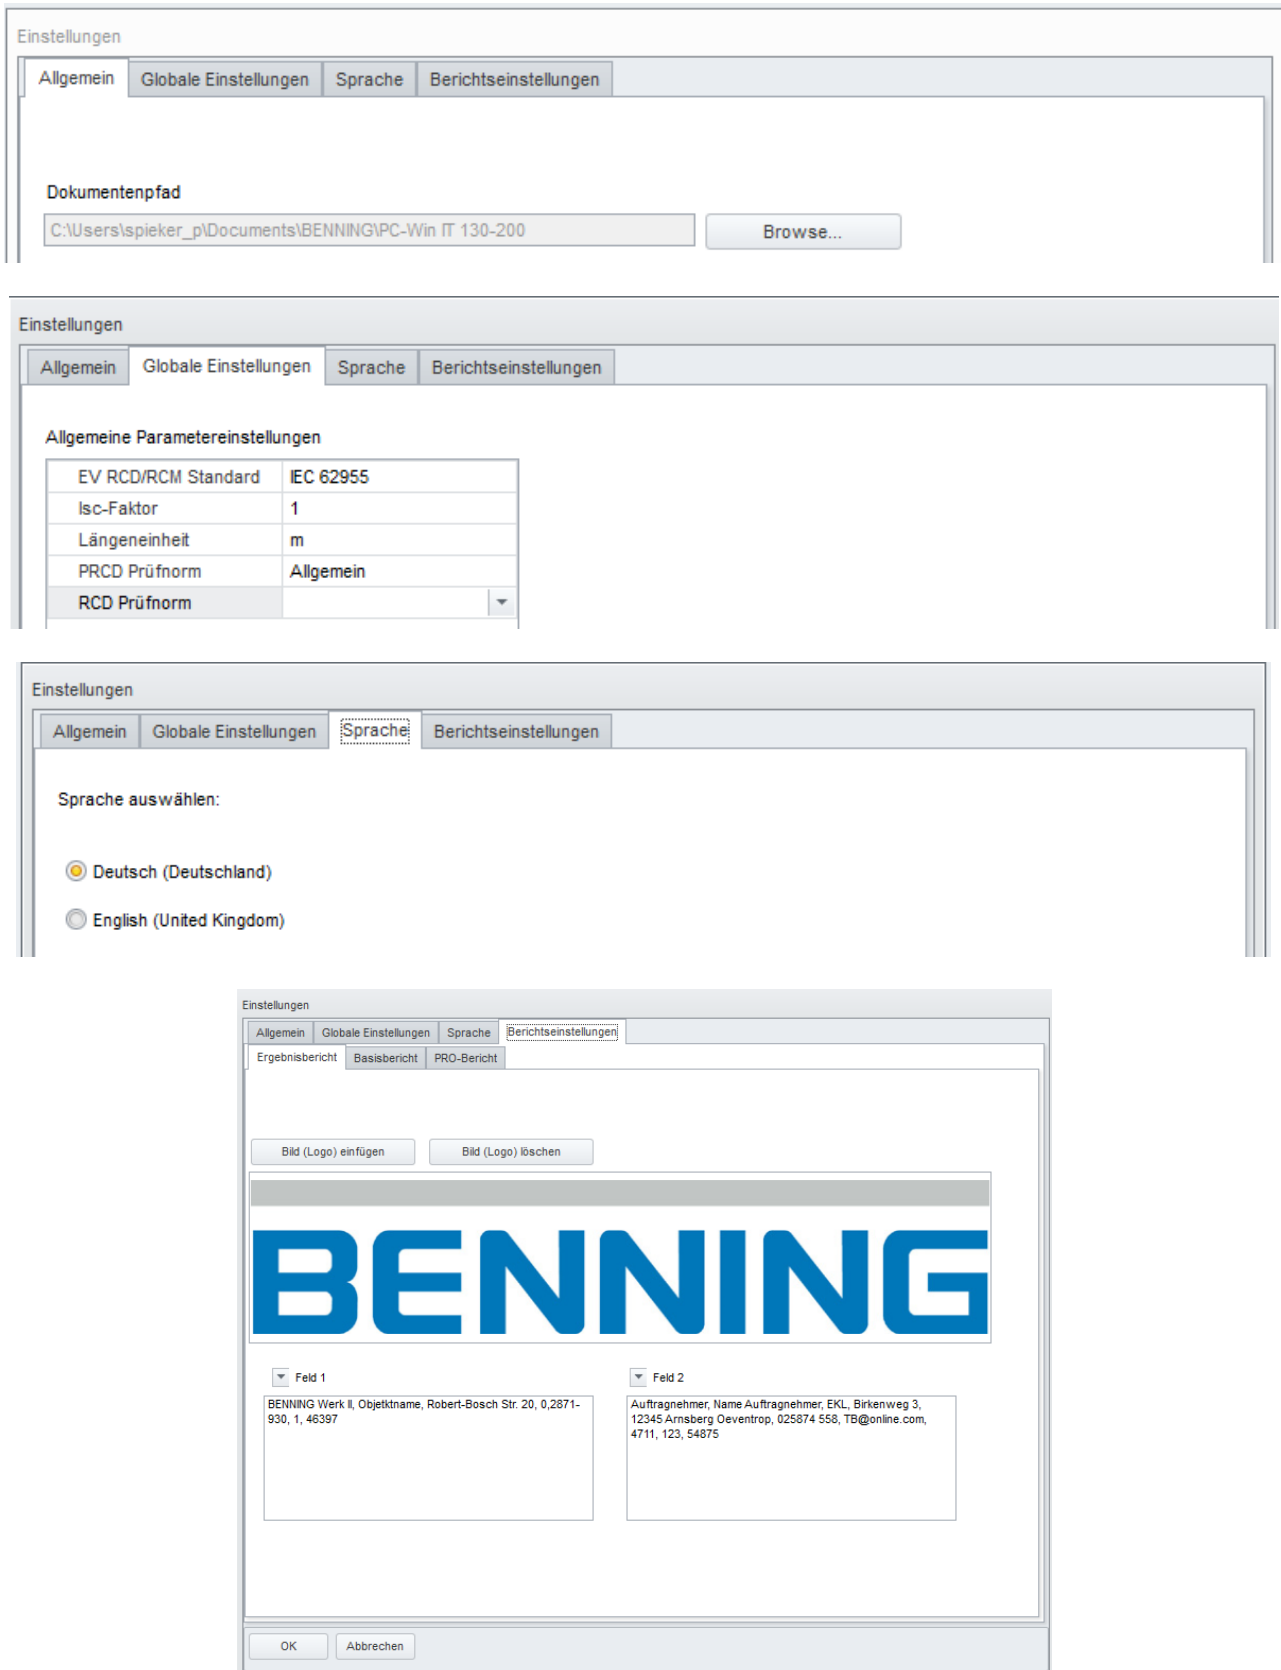 Einstellungen
Allgemein Globale Einstellungen Sprache Berichtseinstellungen
Dokumentenpfad
C:\Users\spieker_p\Documents\BENNING\PC-Win IT 130-200 Browse...
Einstellungen
Allgemein Globale Einstellungen Sprache Berichtseinstellungen
Allgemeine Parametereinstellungen
EV RCD/RCM Standard IEC 62955
Isc-Faktor 1
Längeneinheit m
PRCD Prüfnorm Allgemein
RCD Prüfnorm
Einstellungen
Allgemein Globale Einstellungen Sprache Berichtseinstellungen
Sprache auswählen:
Deutsch (Deutschland)
English (United Kingdom)
Einstellungen
Allgemein Globale Einstellungen Sprache Berichtseinstellungen
Ergebnisbericht Basisbericht PRO-Bericht
Bild (Logo) einfügen Bild (Logo) löschen
BENNING
Feld 1
BENNING Werk II, Objetktname, Robert-Bosch Str. 20, 0,2871-
930, 1, 46397
Feld 2
Auftragnehmer, Name Auftragnehmer, EKL, Birkenweg 3,
12345 Arnsberg Oeventrop, 025874 558, TB@online.com,
4711, 123, 54875
OK Abbrechen